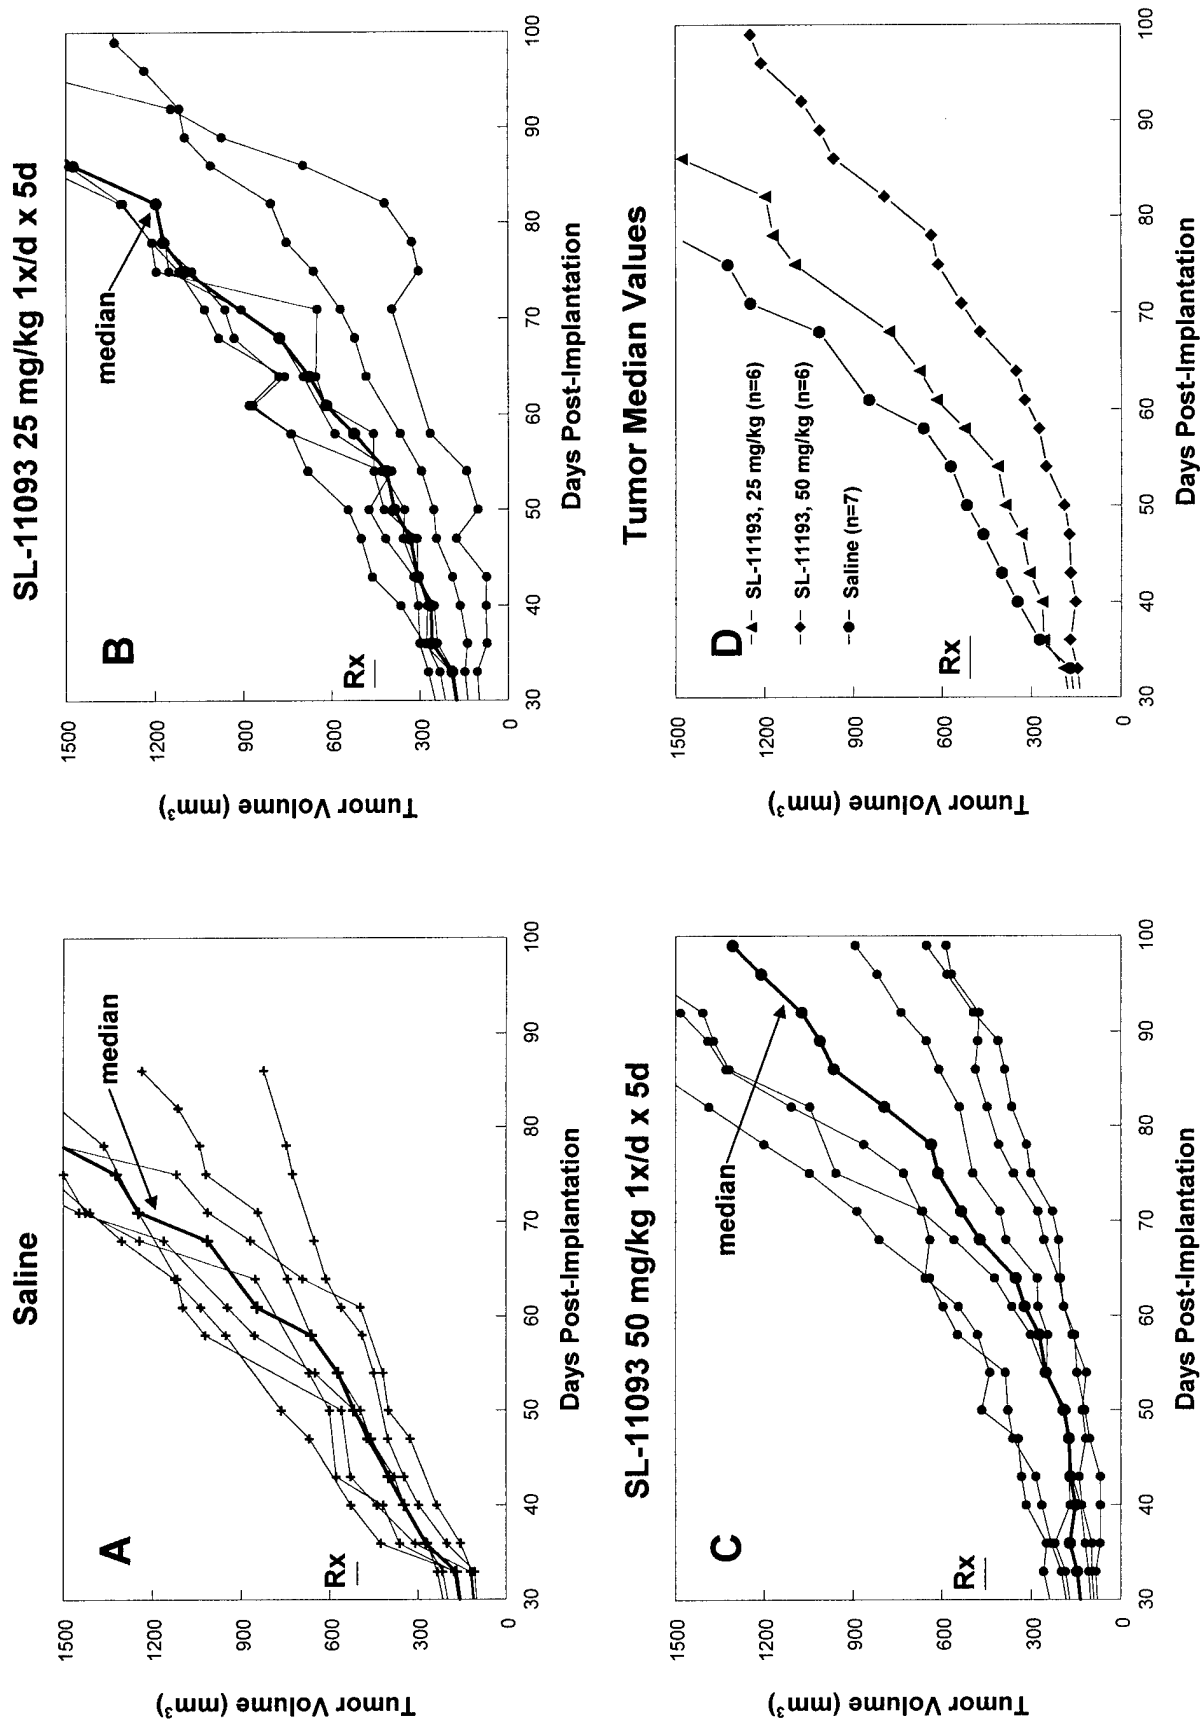 Saline
A
median
Rx
1500
1200
900
600
300
0
30
40
50
60
70
80
90
100
Tumor Volume (mm³)
Days Post-Implantation
SL-11093 25 mg/kg 1x/d x 5d
B
median
Rx
1500
1200
900
600
300
0
30
40
50
60
70
80
90
100
Tumor Volume (mm³)
Days Post-Implantation
SL-11093 50 mg/kg 1x/d x 5d
C
median
Rx
1500
1200
900
600
300
0
30
40
50
60
70
80
90
100
Tumor Volume (mm³)
Days Post-Implantation
Tumor Median Values
D
SL-11193, 25 mg/kg (n=6)
SL-11193, 50 mg/kg (n=6)
Saline (n=7)
Rx
1500
1200
900
600
300
0
30
40
50
60
70
80
90
100
Tumor Volume (mm³)
Days Post-Implantation